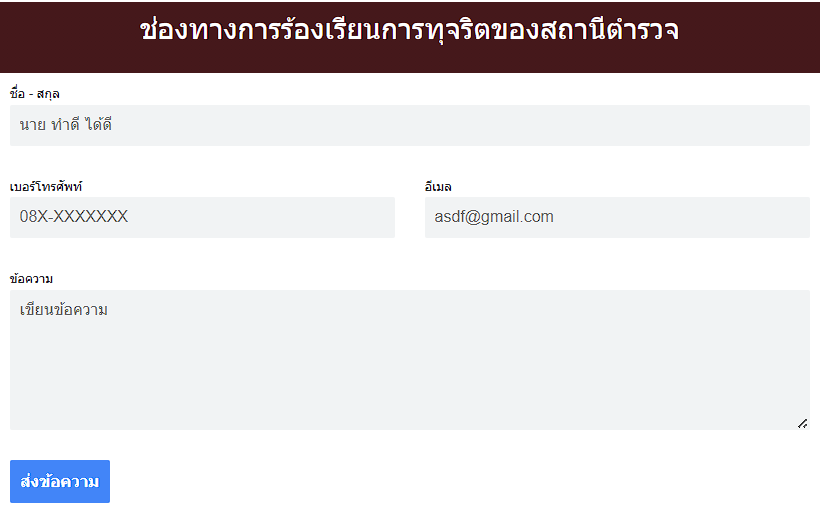 ช่องทางการร้องเรียนการทุจริตของสถานีตำรวจ
ชื่อ - สกุล
นาย ทำดี ได้ดี
เบอร์โทรศัพท์
อีเมล
08X-XXXXXXX
asdf@gmail.com
ข้อความ
เขียนข้อความ
ส่งข้อความ